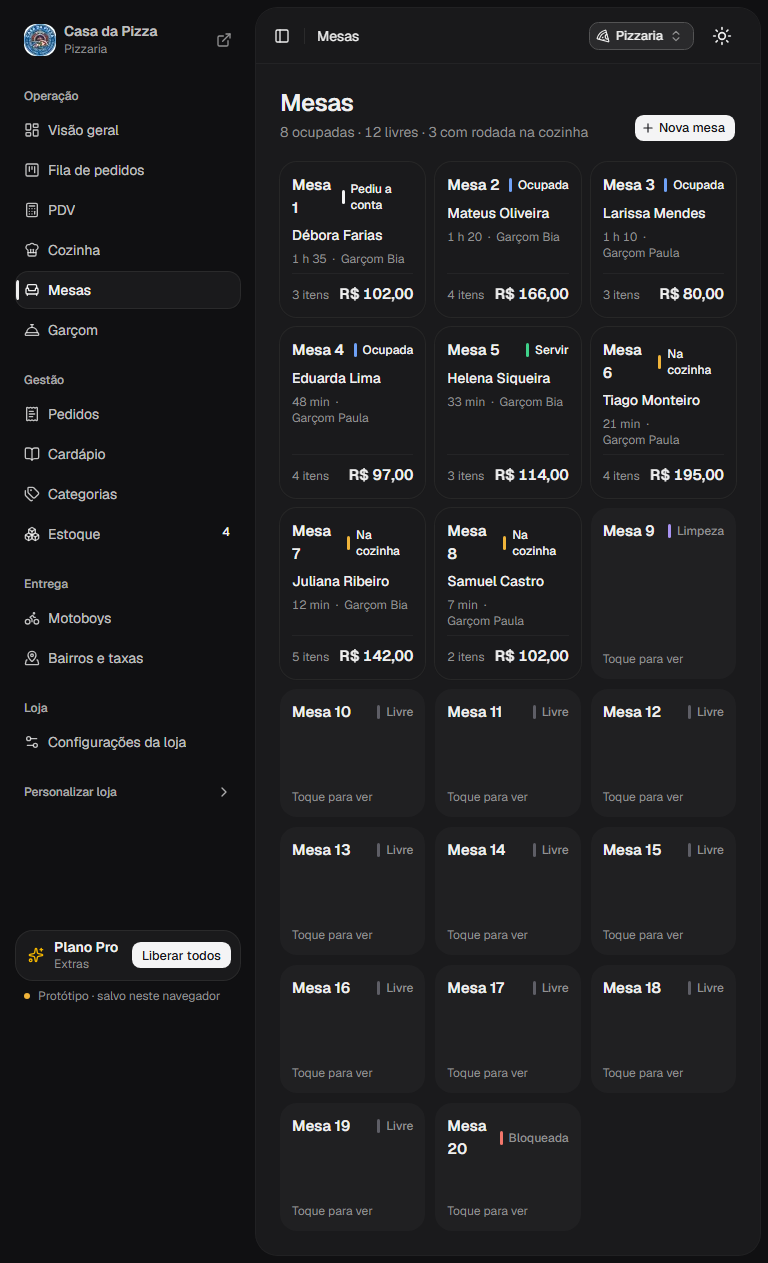 Casa da Pizza
Pizzaria
Operação
Visão geral
Fila de pedidos
PDV
Cozinha
Mesas
Garçom
Gestão
Pedidos
Cardápio
Categorias
Estoque 4
Entrega
Motoboys
Bairros e taxas
Loja
Configurações da loja
Personalizar loja
Plano Pro
Extras
Liberar todos
Protótipo · salvo neste navegador
Mesas
Pizzaria
Mesas
8 ocupadas · 12 livres · 3 com rodada na cozinha
+ Nova mesa
Mesa
1
Pediu a
conta
Débora Farias
1 h 35 · Garçom Bia
3 itens R$ 102,00
Mesa 2 Ocupada
Mateus Oliveira
1 h 20 · Garçom Bia
4 itens R$ 166,00
Mesa 3 Ocupada
Larissa Mendes
1 h 10 ·
Garçom Paula
3 itens R$ 80,00
Mesa 4 Ocupada
Eduarda Lima
48 min ·
Garçom Paula
4 itens R$ 97,00
Mesa 5 Servir
Helena Siqueira
33 min · Garçom Bia
3 itens R$ 114,00
Mesa
6
Na
cozinha
Tiago Monteiro
21 min ·
Garçom Paula
4 itens R$ 195,00
Mesa
7
Na
cozinha
Juliana Ribeiro
12 min · Garçom Bia
5 itens R$ 142,00
Mesa
8
Na
cozinha
Samuel Castro
7 min ·
Garçom Paula
2 itens R$ 102,00
Mesa 9 Limpeza
Toque para ver
Mesa 10 Livre
Toque para ver
Mesa 11 Livre
Toque para ver
Mesa 12 Livre
Toque para ver
Mesa 13 Livre
Toque para ver
Mesa 14 Livre
Toque para ver
Mesa 15 Livre
Toque para ver
Mesa 16 Livre
Toque para ver
Mesa 17 Livre
Toque para ver
Mesa 18 Livre
Toque para ver
Mesa 19 Livre
Toque para ver
Mesa
20
Bloqueada
Toque para ver